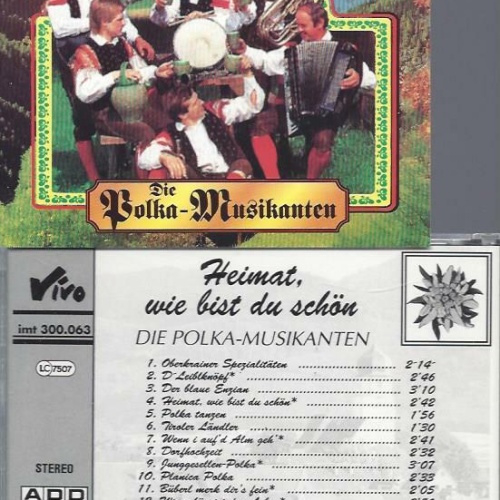 Die
Polka-Musikanten
Vivo
imt 300.063
LC 7507
STEREO
ADD
Heimat,
wie bist du schön
DIE POLKA-MUSIKANTEN
1. Oberkrainer Spezialitäten 2'14"
2. D'Leiblknöpf* 2'46
3. Der blaue Enzian 3'10
4. Heimat, wie bist du schön* 2'42
5. Polka tanzen 1'56
6. Tiroler Ländler 1'30
7. Wenn i auf'd Alm geh'* 2'41
8. Dorfhochzeit 2'32
9. Junggesellen-Polka* 3'07
10. Planica Polka 2'33
11. Büberl merk dir's fein* 2'05